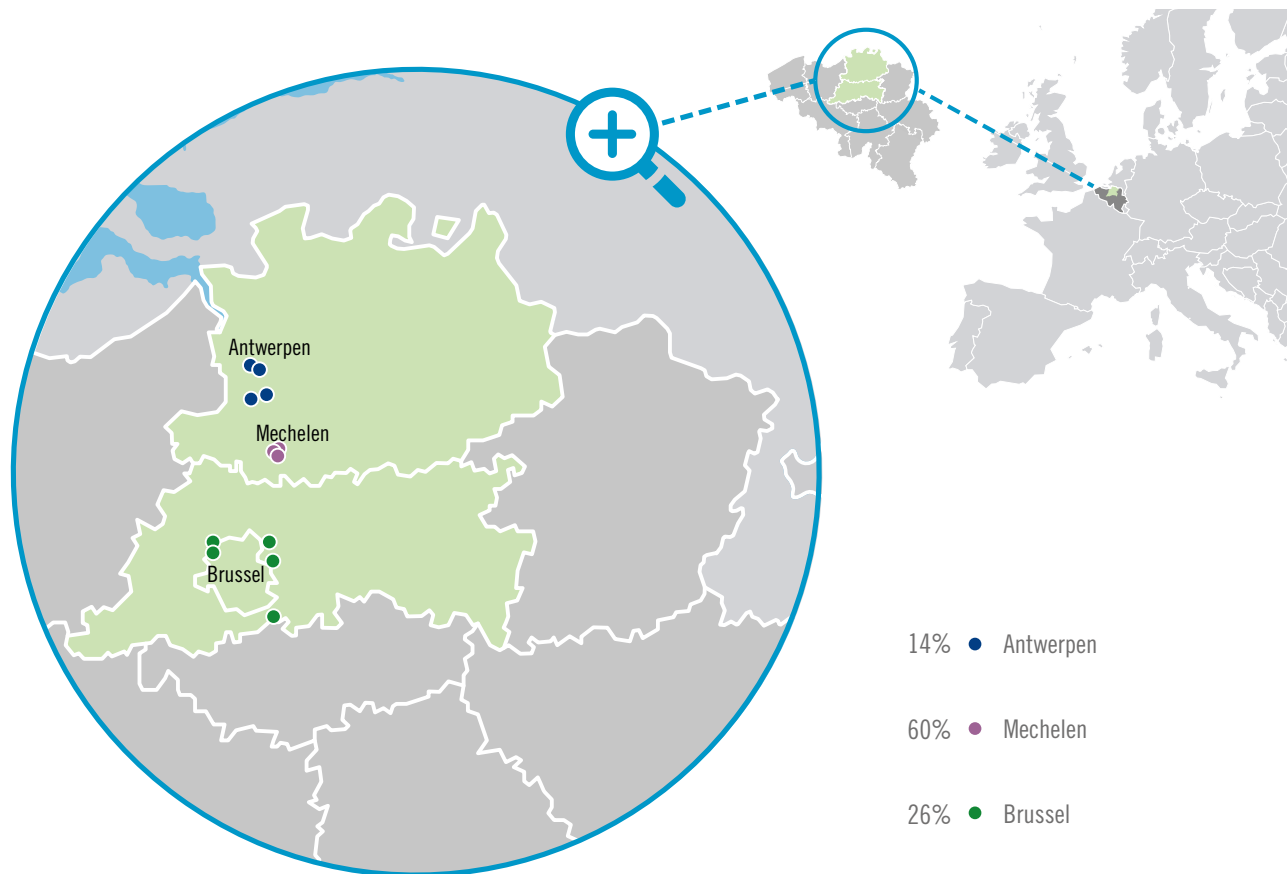 Antwerpen
Mechelen
Brussel
14% Antwerpen
60% Mechelen
26% Brussel